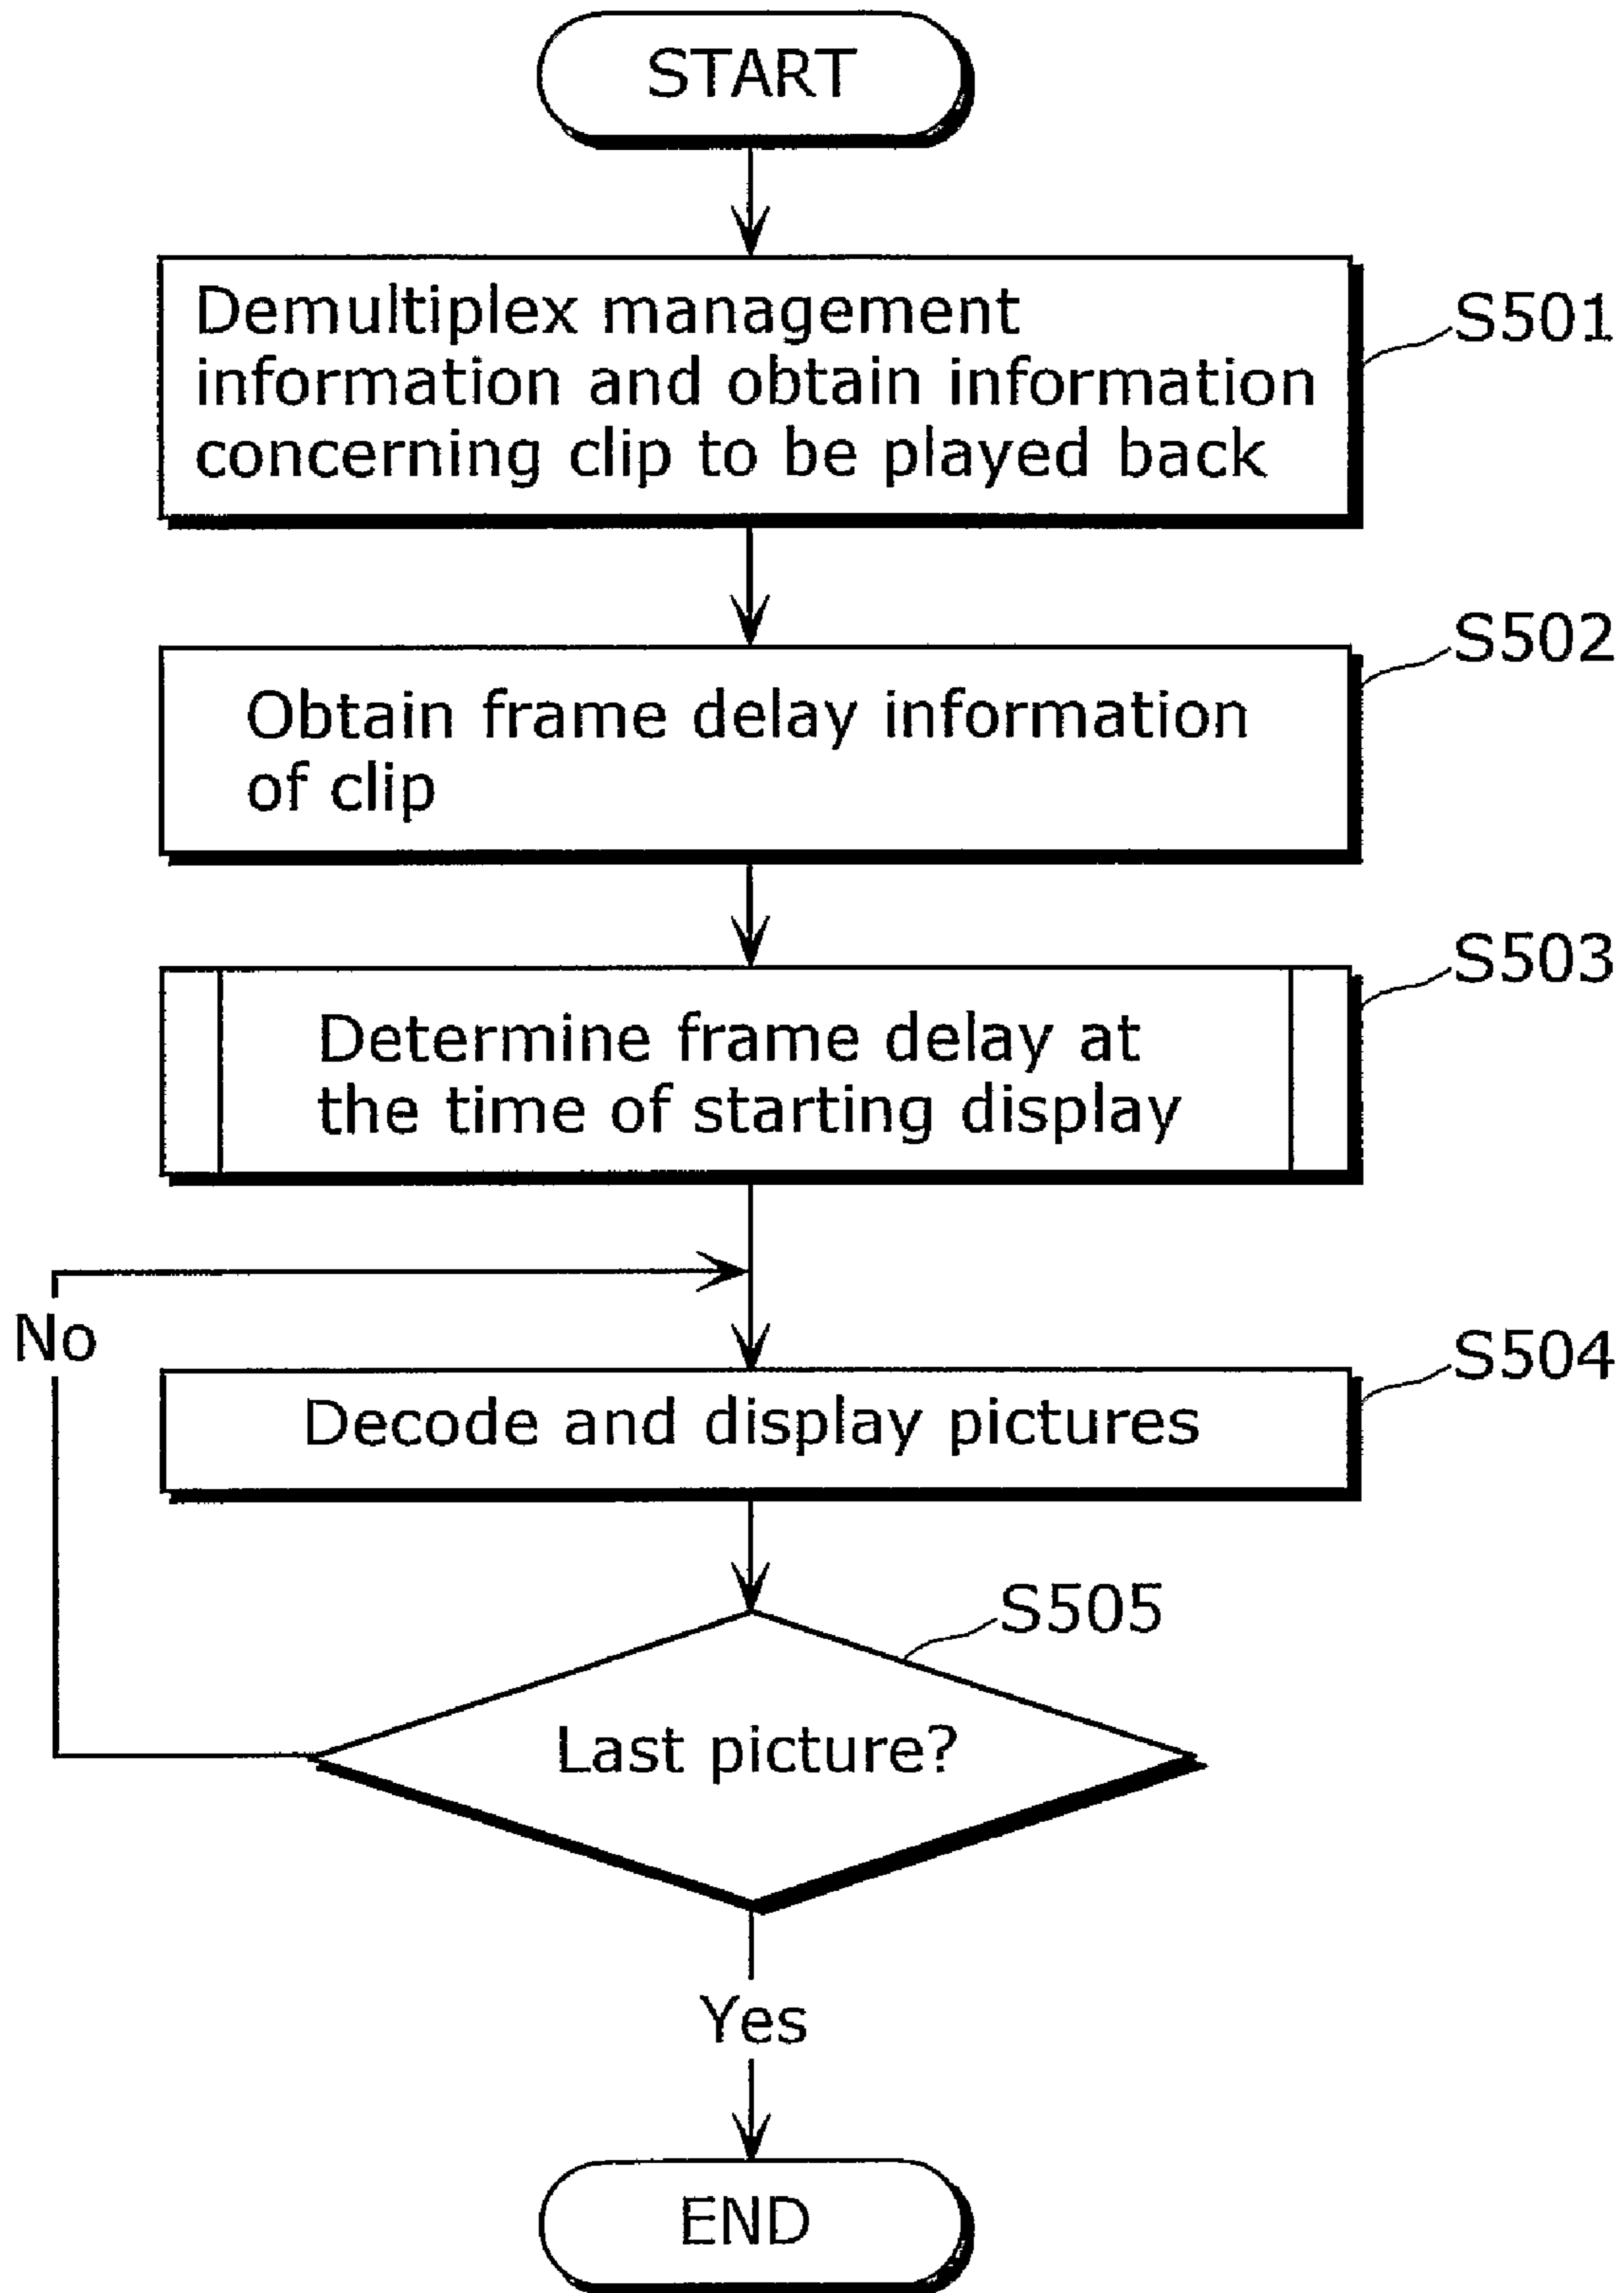 START
Demultiplex management
information and obtain information
concerning clip to be played back
S501
Obtain frame delay information
of clip
S502
Determine frame delay at
the time of starting display
S503
No
Decode and display pictures
S504
Last picture?
S505
Yes
END